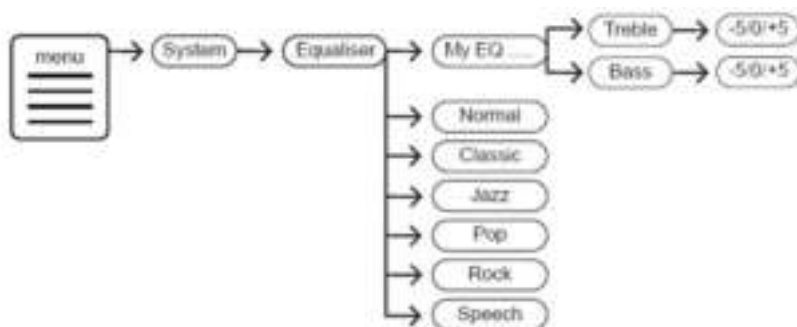 menu
System
Equaliser
My EQ .....
Treble
-5/0/+5
Bass
-5/0/+5
Normal
Classic
Jazz
Pop
Rock
Speech